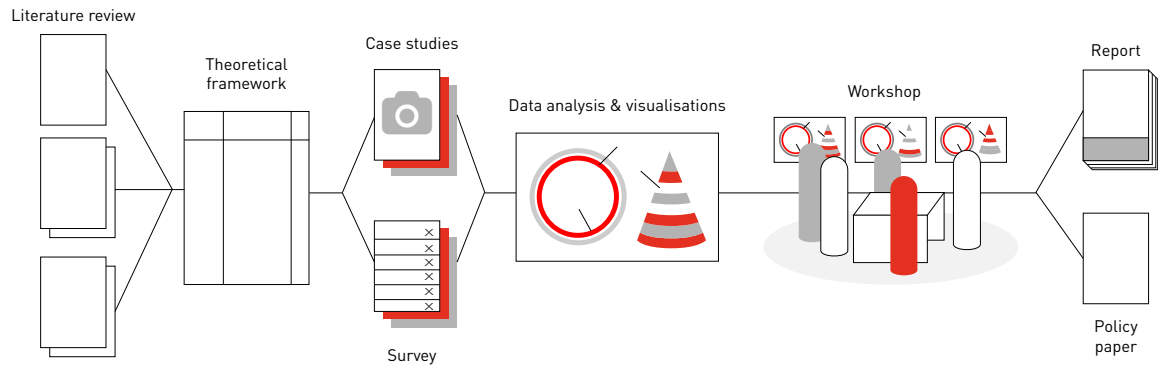 Literature review
Theoretical
framework
Case studies
Survey
Data analysis & visualisations
Workshop
Report
Policy
paper